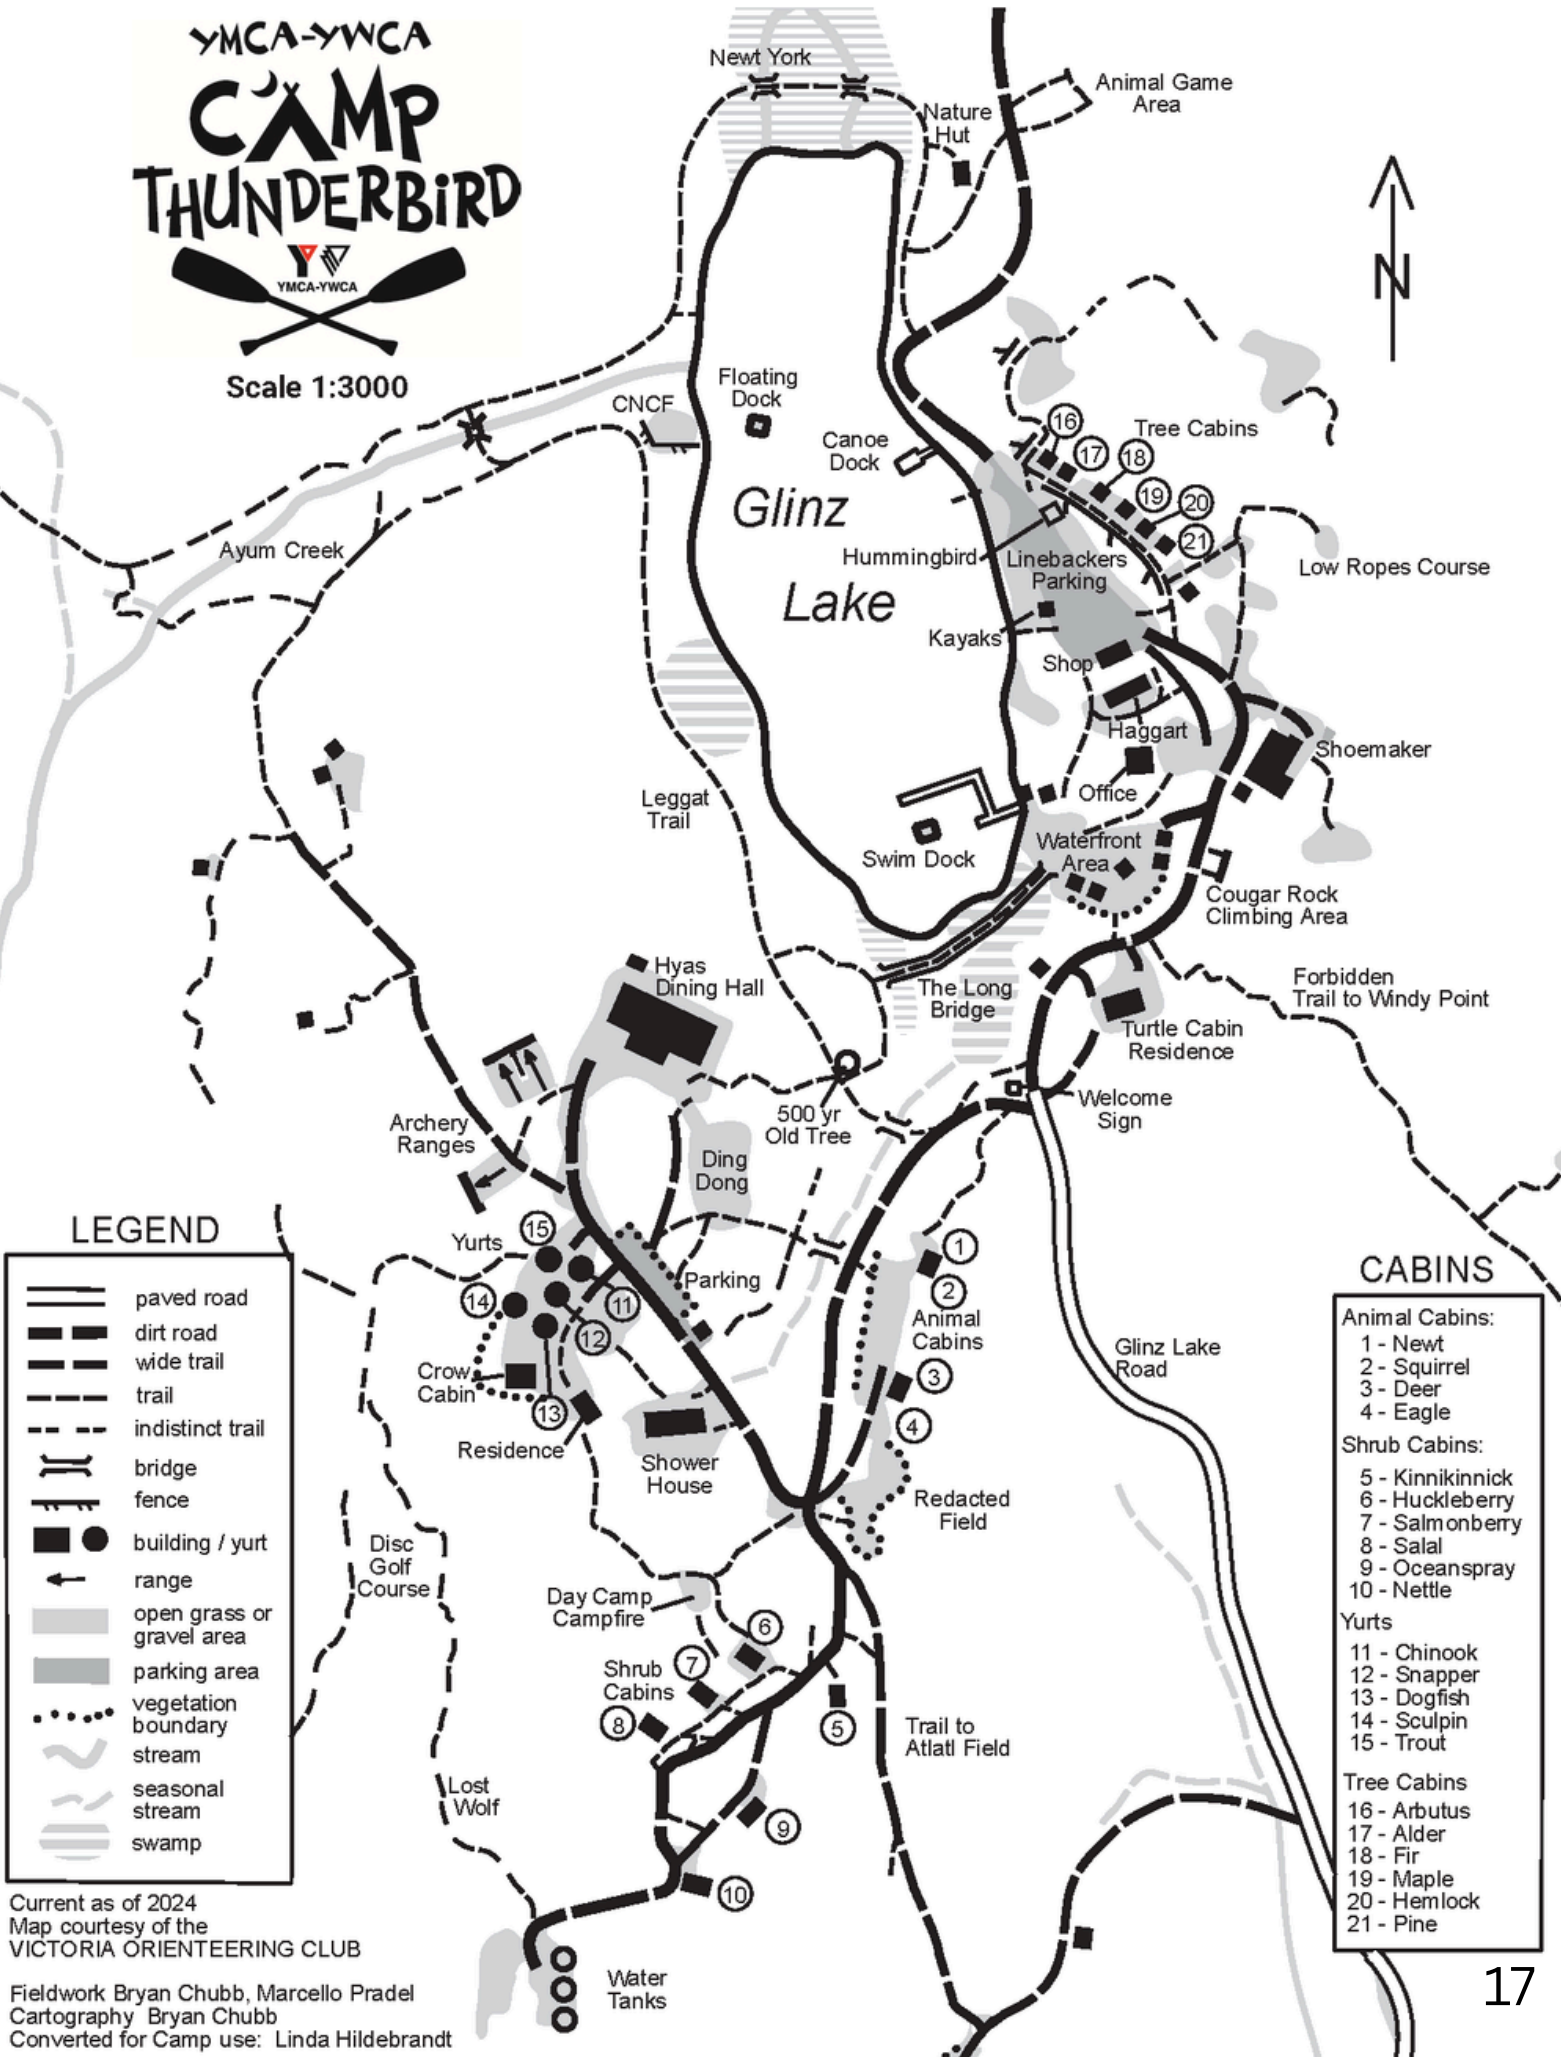 YMCA-YWCA
CAMP
THUNDERBIRD
YMCA-YWCA
Scale 1:3000
Newt York
Animal Game
Area
Nature
Hut
N
Floating
Dock
CNCF
Canoe
Dock
16
Tree Cabins
17
18
19
20
21
Glinz
Lake
Ayum Creek
Hummingbird
Linebackers
Parking
Low Ropes Course
Kayaks
Shop
Haggart
Shoemaker
Office
Leggat
Trail
Swim Dock
Waterfront
Area
Cougar Rock
Climbing Area
Hyas
Dining Hall
The Long
Bridge
Forbidden
Trail to Windy Point
Turtle Cabin
Residence
Welcome
Sign
500 yr
Old Tree
Archery
Ranges
Ding
Dong
15
Yurts
14
11
12
Parking
1
2
Animal
Cabins
3
4
Glinz Lake
Road
Crow
Cabin
13
Residence
Shower
House
Redacted
Field
Disc
Golf
Course
Day Camp
Campfire
6
7
Shrub
Cabins
8
5
Trail to
Atlatl Field
Lost
Wolf
9
10
Water
Tanks
LEGEND
paved road
dirt road
wide trail
trail
indistinct trail
bridge
fence
building / yurt
range
open grass or
gravel area
parking area
vegetation
boundary
stream
seasonal
stream
swamp
CABINS
Animal Cabins:
1 - Newt
2 - Squirrel
3 - Deer
4 - Eagle
Shrub Cabins:
5 - Kinnikinnick
6 - Huckleberry
7 - Salmonberry
8 - Salal
9 - Oceanspray
10 - Nettle
Yurts
11 - Chinook
12 - Snapper
13 - Dogfish
14 - Sculpin
15 - Trout
Tree Cabins
16 - Arbutus
17 - Alder
18 - Fir
19 - Maple
20 - Hemlock
21 - Pine
Current as of 2024
Map courtesy of the
VICTORIA ORIENTEERING CLUB
Fieldwork Bryan Chubb, Marcello Pradel
Cartography Bryan Chubb
Converted for Camp use: Linda Hildebrandt
17